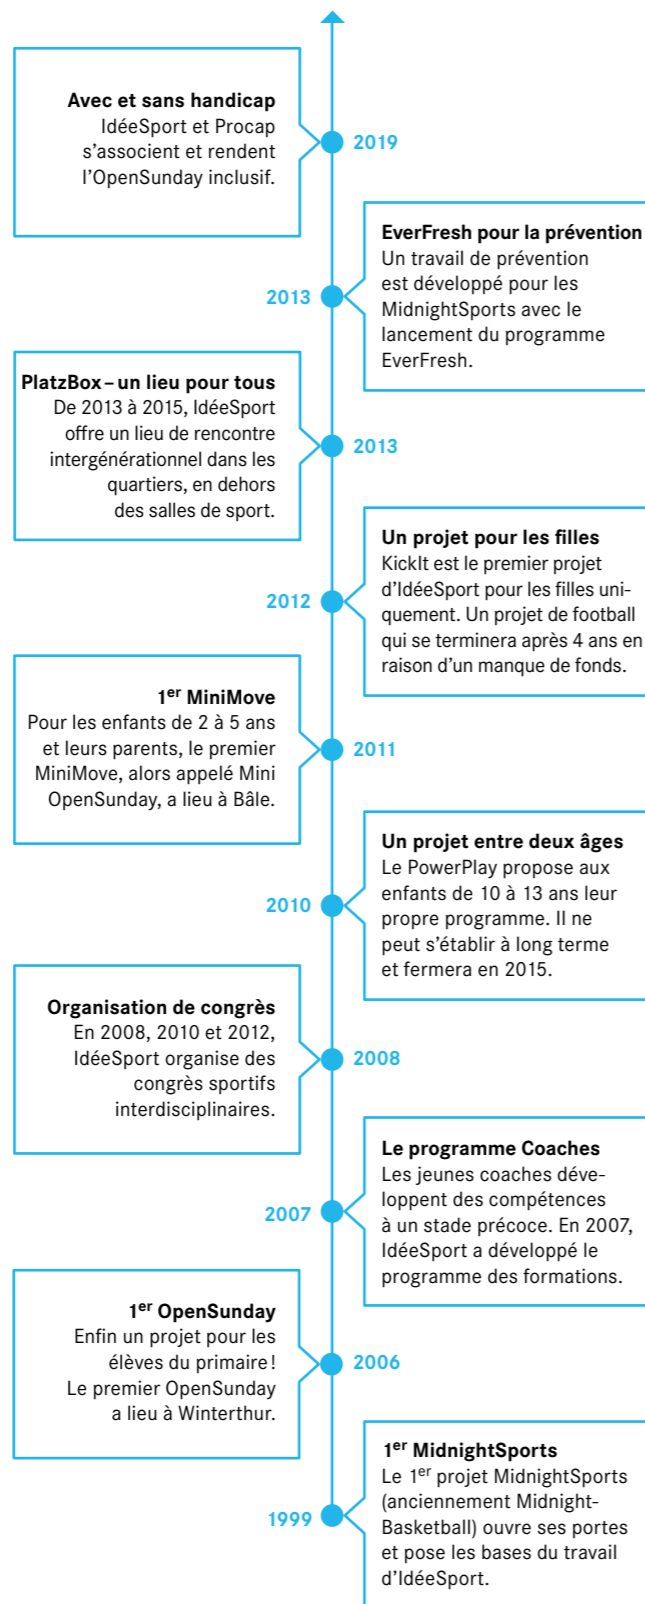 Avec et sans handicap
IdéeSport et Procap
s’associent et rendent
l’OpenSunday inclusif.
2019
EverFresh pour la prévention
Un travail de prévention
est développé pour les
MidnightSports avec le
lancement du programme
EverFresh.
2013
PlatzBox – un lieu pour tous
De 2013 à 2015, IdéeSport
offre un lieu de rencontre
intergénérationnel dans les
quartiers, en dehors
des salles de sport.
2013
Un projet pour les filles
KickIt est le premier projet
d’IdéeSport pour les filles uni-
quement. Un projet de football
qui se terminera après 4 ans en
raison d’un manque de fonds.
2012
1er MiniMove
Pour les enfants de 2 à 5 ans
et leurs parents, le premier
MiniMove, alors appelé Mini
OpenSunday, a lieu à Bâle.
2011
Un projet entre deux âges
Le PowerPlay propose aux
enfants de 10 à 13 ans leur
propre programme. Il ne
peut s’établir à long terme
et fermera en 2015.
2010
Organisation de congrès
En 2008, 2010 et 2012,
IdéeSport organise des
congrès sportifs
interdisciplinaires.
2008
Le programme Coaches
Les jeunes coaches déve-
loppent des compétences
à un stade précoce. En 2007,
IdéeSport a développé le
programme des formations.
2007
1er OpenSunday
Enfin un projet pour les
élèves du primaire !
Le premier OpenSunday
a lieu à Winterthur.
2006
1er MidnightSports
Le 1er projet MidnightSports
(anciennement Midnight-
Basketball) ouvre ses portes
et pose les bases du travail
d’IdéeSport.
1999